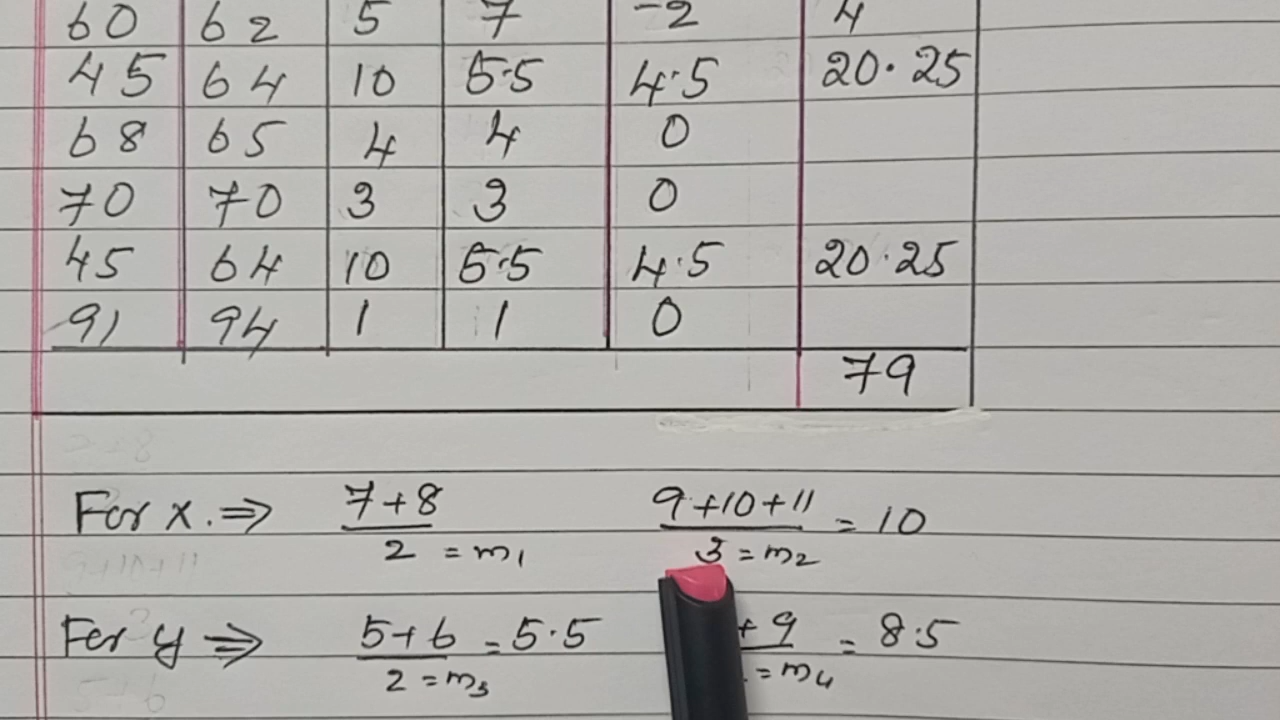 60 62 5 7 -2 4
45 64 10 5.5 4.5 20.25
68 65 4 4 0
70 70 3 3 0
45 64 10 5.5 4.5 20.25
91 94 1 1 0
79
For x. ⇒ 7+8/2 = m1 9+10+11/3 = m2 = 10
For y ⇒ 5+6/2 = m3 = 5.5 + 9 = m4 = 8.5